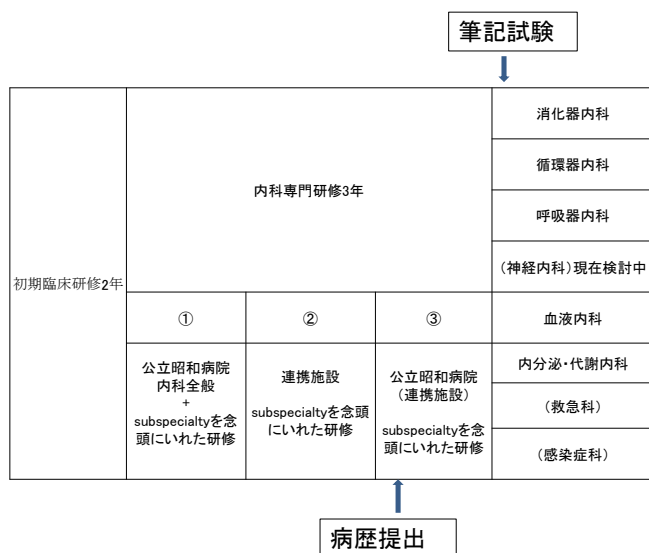 筆記試験
消化器内科
循環器内科
呼吸器内科
内科専門研修3年
(神経内科)現在検討中
初期臨床研修2年
①
②
③
血液内科
公立昭和病院
内科全般
+
subspecialtyを念
頭にいれた研修
連携施設
subspecialtyを念頭
にいれた研修
公立昭和病院
(連携施設)
subspecialtyを念
頭にいれた研修
内分泌・代謝内科
(救急科)
(感染症科)
病歴提出